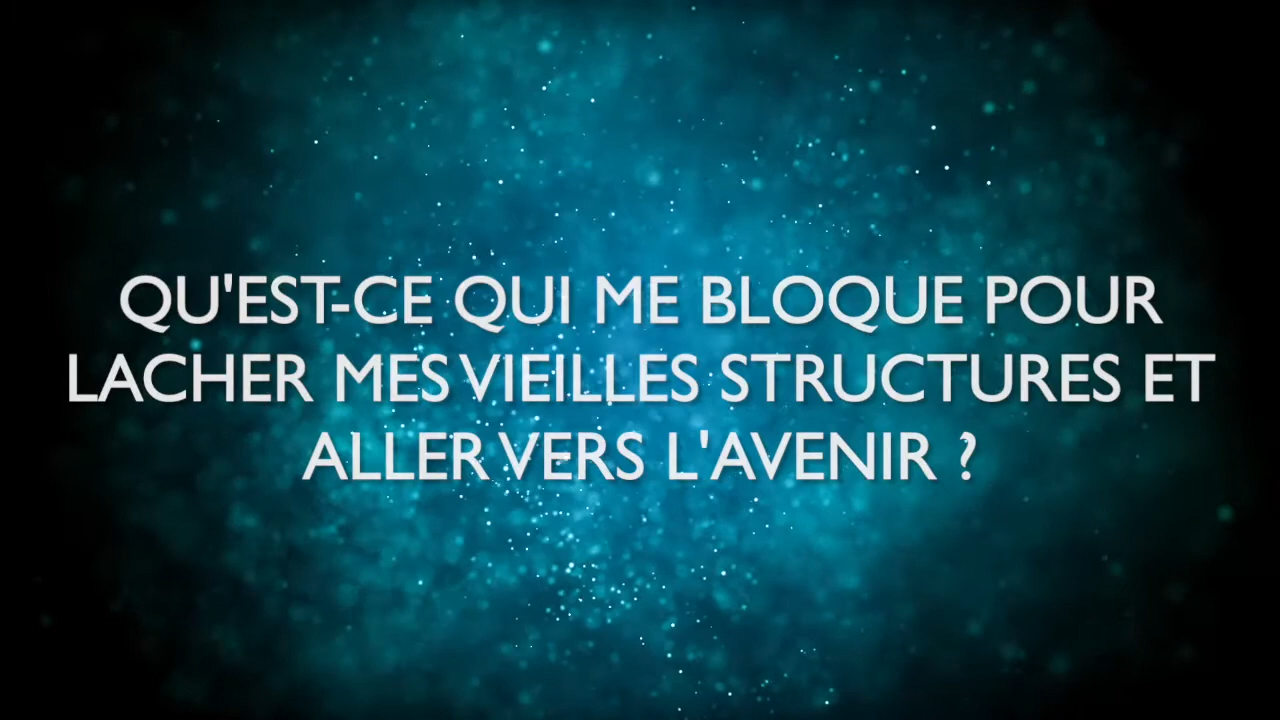 QU'EST-CE QUI ME BLOQUE POUR
LACHER MES VIEILLES STRUCTURES ET
ALLER VERS L'AVENIR ?